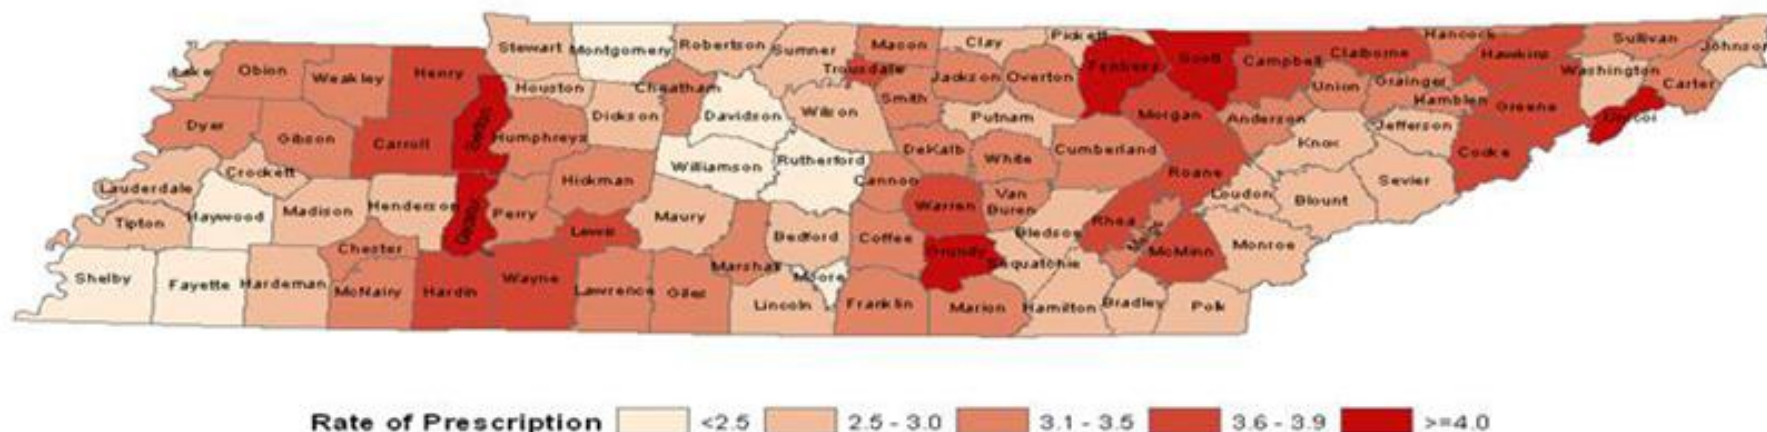 Stewart Montgomery Robertson Sumner Macon Clay Pickett Fentress Scott Campbell Claiborne Hancock Hawkins Sullivan Johnson
Lake Obion Weakley Henry Houston Cheatham Trousdale Jackson Overton Union Grainger Washington Carter
Dyer Gibson Carroll Benton Humphreys Dickson Davidson Wilson Smith Putnam Morgan Anderson Hamblen Greene
Crockett Hickman Williamson Rutherford DeKalb White Cumberland Roane Knox Jefferson Cocke
Lauderdale Haywood Madison Henderson Perry Maury Cannon Warren Van Buren Rhea Loudon Blount Sevier
Tipton Chester Lewis Bedford Coffee Grundy Bledsoe Meigs McMinn Monroe
Shelby Fayette Hardeman McNairy Hardin Wayne Lawrence Giles Marshall Moore Lincoln Franklin Marion Sequatchie Hamilton Bradley Polk
Rate of Prescription <2.5 2.5 - 3.0 3.1 - 3.5 3.6 - 3.9 >=4.0